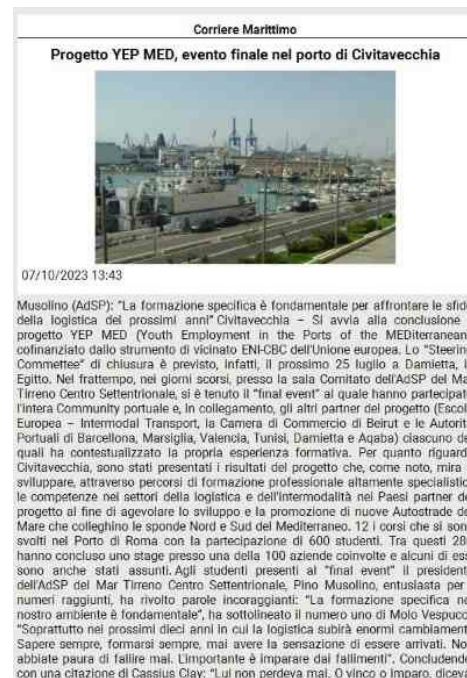 Corriere Marittimo
Progetto YEP MED, evento finale nel porto di Civitavecchia
07/10/2023 13:43
Musolino (AdSP): "La formazione specifica è fondamentale per affrontare le sfid
della logistica dei prossimi anni" Civitavecchia – Si avvia alla conclusione
progetto YEP MED (Youth Employment in the Ports of the MEDiterranean
cofinanziato dallo strumento di vicinato ENI-CBC dell'Unione europea. Lo "Steerin
Commettee" di chiusura è previsto, infatti, il prossimo 25 luglio a Damietta, i
Egitto. Nel frattempo, nei giorni scorsi, presso la sala Comitato dell'AdSP del Ma
Tirreno Centro Settentrionale, si è tenuto il "final event" al quale hanno partecipat
l'intera Community portuale e, in collegamento, gli altri partner del progetto (Escol
Europea – Intermodal Transport, la Camera di Commercio di Beirut e le Autorit
Portuali di Barcellona, Marsiglia, Valencia, Tunisi, Damietta e Aqaba) ciascuno de
quali ha contestualizzato la propria esperienza formativa. Per quanto riguard
Civitavecchia, sono stati presentati i risultati del progetto che, come noto, mira
sviluppare, attraverso percorsi di formazione professionale altamente specialistic
le competenze nei settori della logistica e dell'intermodalità nei Paesi partner de
progetto al fine di agevolare lo sviluppo e la promozione di nuove Autostrade de
Mare che colleghino le sponde Nord e Sud del Mediterraneo. 12 i corsi che si son
svolti nel Porto di Roma con la partecipazione di 600 studenti. Tra questi 28
hanno concluso uno stage presso una della 100 aziende coinvolte e alcuni di es
sono anche stati assunti. Agli studenti presenti al "final event" il president
dell'AdSP del Mar Tirreno Centro Settentrionale, Pino Musolino, entusiasta per
numeri raggiunti, ha rivolto parole incoraggianti: "La formazione specifica ne
nostro ambiente è fondamentale", ha sottolineato il numero uno di Molo Vespucc
"Soprattutto nei prossimi dieci anni in cui la logistica subirà enormi cambiament
Sapere sempre, formarsi sempre, mai avere la sensazione di essere arrivati. No
abbiate paura di fallire mai. L'importante è imparare dai fallimenti". Concludend
con una citazione di Cassius Clay: "Lui non perdeva mai. O vinco o imparo, dicev